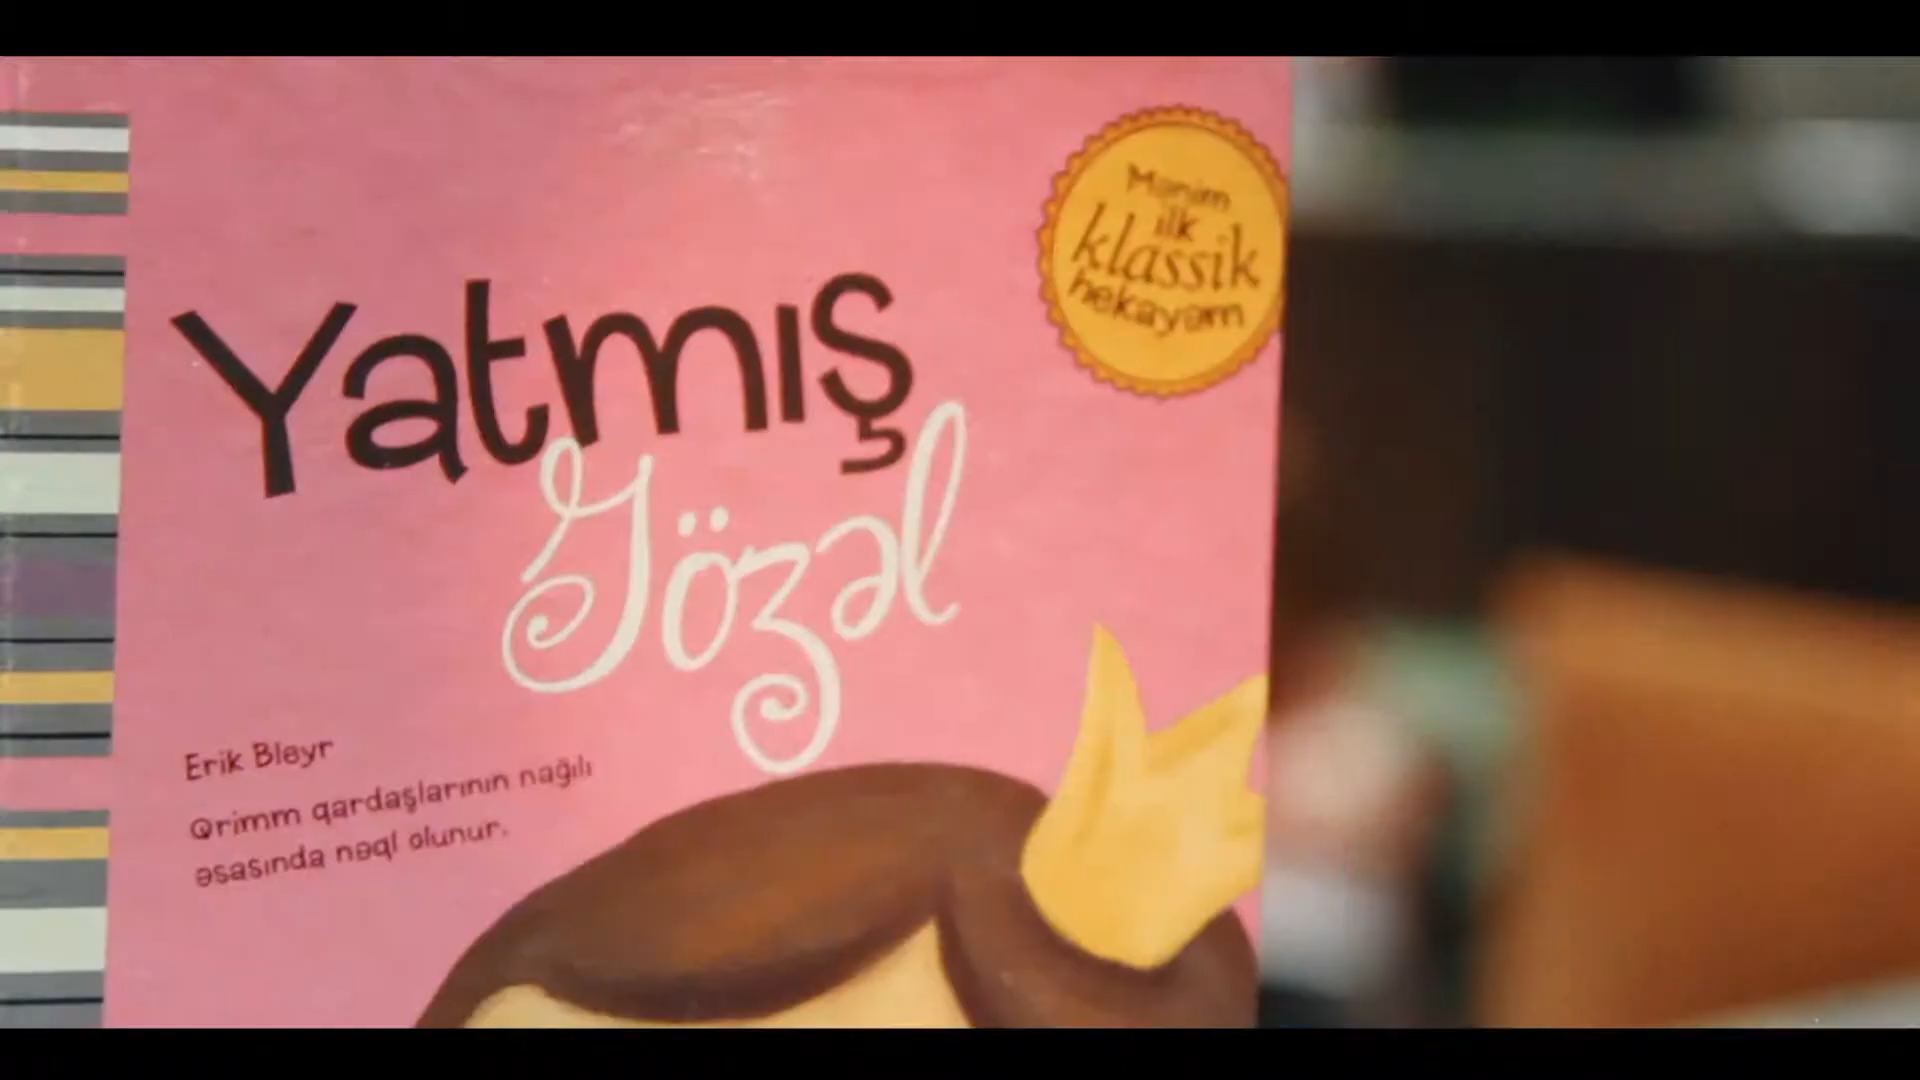 Yatmış
Gözəl
Mənim
ilk
klassik
hekayəm
Erik Bleyr
Qrimm qardaşlarının nağılı
əsasında nəql olunur.